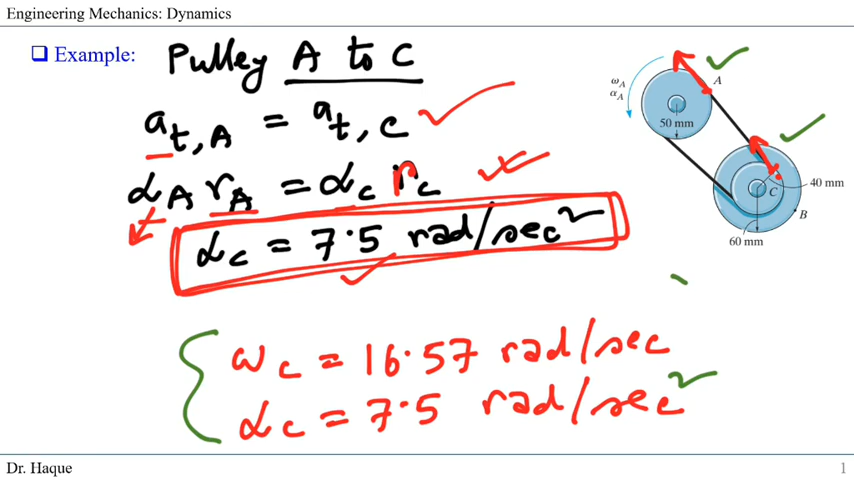 Engineering Mechanics: Dynamics
❑ Example: Pulley A to C
a_t,A = a_t,C
α_A r_A = α_C r_C
α_C = 7.5 rad/sec²
ω_C = 16.57 rad/sec
α_C = 7.5 rad/sec²
ω_A
α_A
A
50 mm
40 mm
C
B
60 mm
Dr. Haque
1